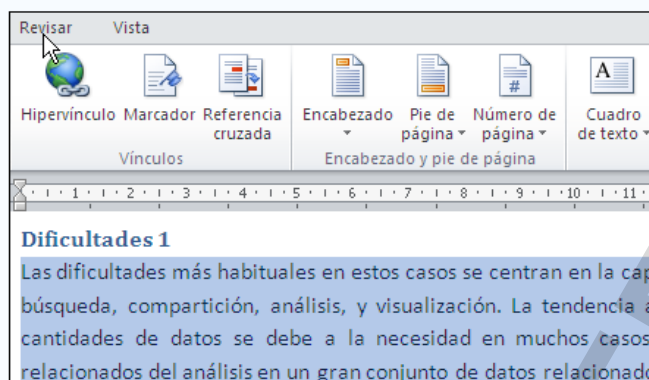 Revisar Vista
Hipervínculo Marcador Referencia cruzada Encabezado Pie de página Número de página # A Cuadro de texto
Vínculos Encabezado y pie de página
1 2 3 4 5 6 7 8 9 10 11
Dificultades 1
Las dificultades más habituales en estos casos se centran en la cap
búsqueda, compartición, análisis, y visualización. La tendencia a
cantidades de datos se debe a la necesidad en muchos casos
relacionados del análisis en un gran conjunto de datos relacionado